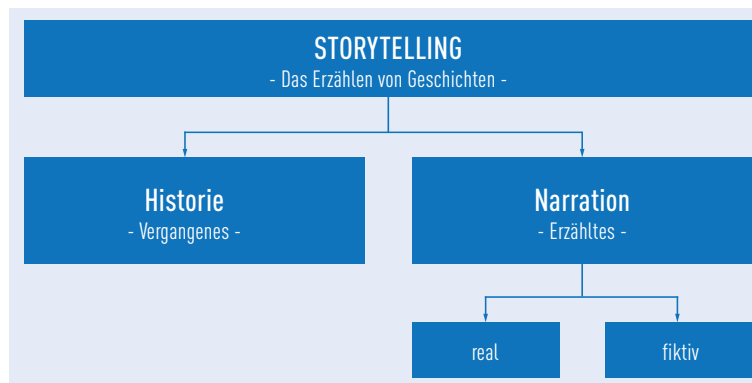 STORYTELLING
- Das Erzählen von Geschichten -
Historie
- Vergangenes -
Narration
- Erzähltes -
real
fiktiv